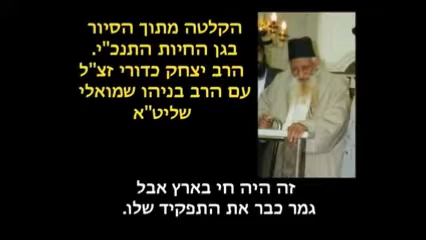 הקלטה מתוך הסיור
בגן החיות התנכ"י.
הרב יצחק כדורי זצ"ל
עם הרב בניהו שמואלי
שליט"א
זה היה חי בארץ אבל
גמר כבר את התפקיד שלו.